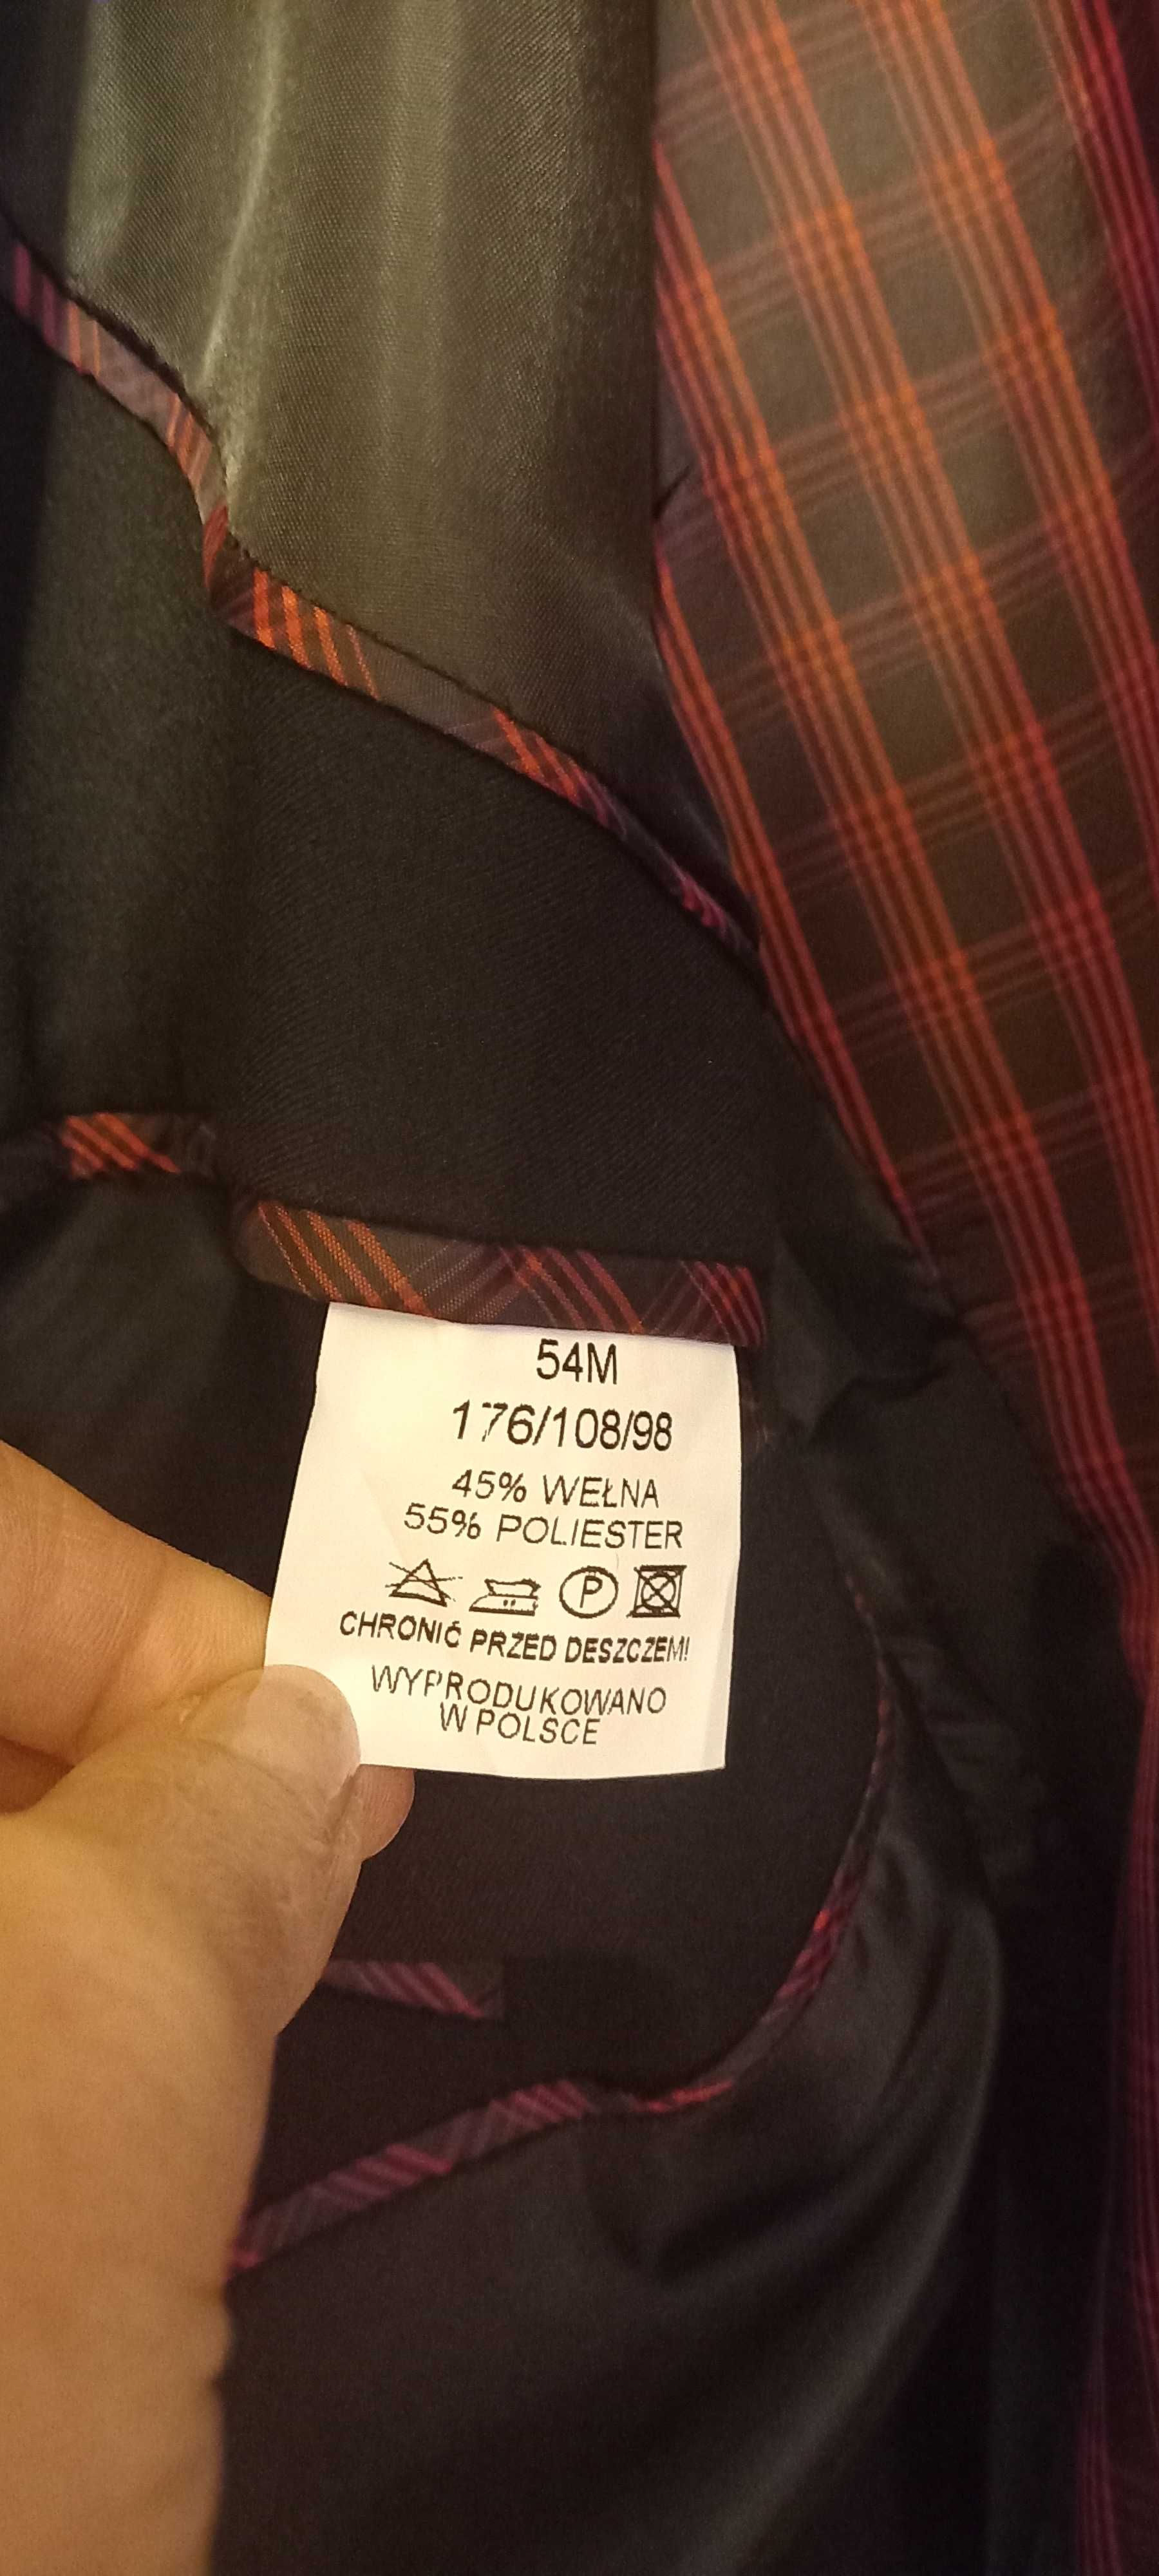 54M
176/108/98
45% WEŁNA
55% POLIESTER
P
CHRONIĆ PRZED DESZCZEM!
WYPRODUKOWANO
W POLSCE